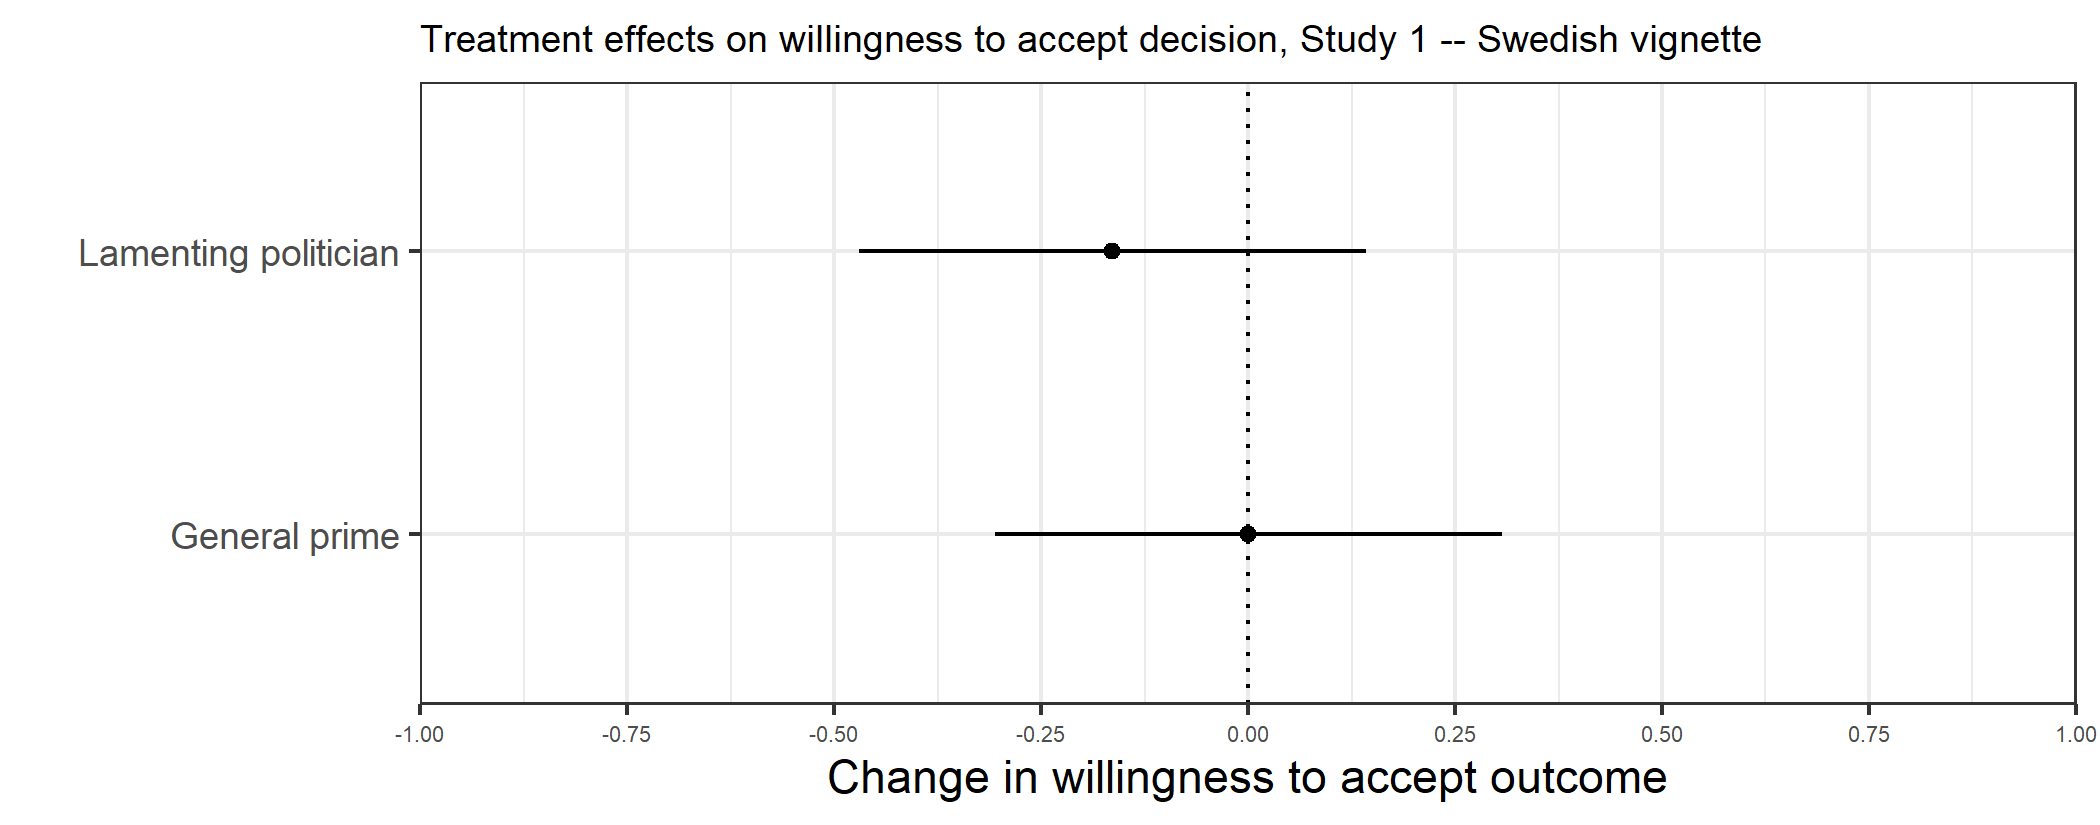 Treatment effects on willingness to accept decision, Study 1 -- Swedish vignette
Lamenting politician
General prime
-1.00 -0.75 -0.50 -0.25 0.00 0.25 0.50 0.75 1.00
Change in willingness to accept outcome